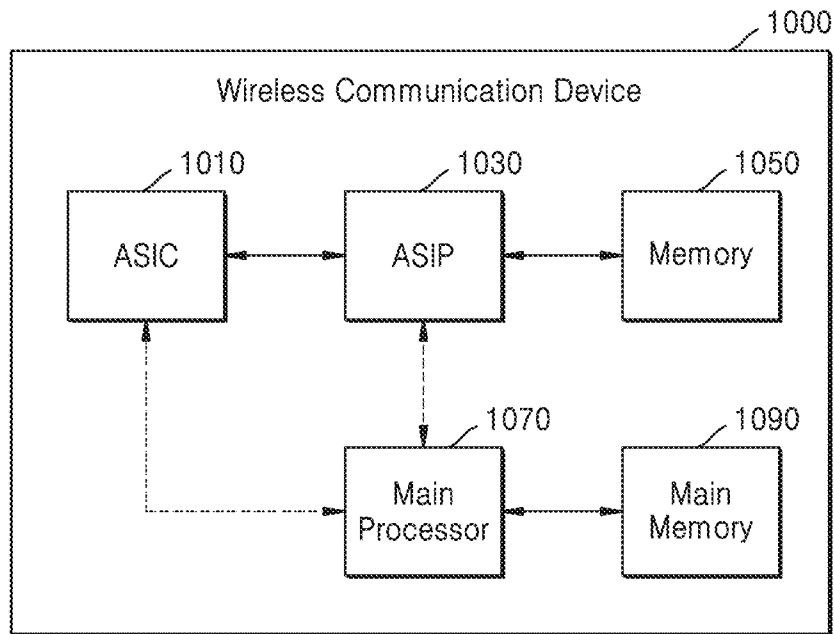 1000
Wireless Communication Device
1010
1030
1050
ASIC
ASIP
Memory
1070
1090
Main
Processor
Main
Memory